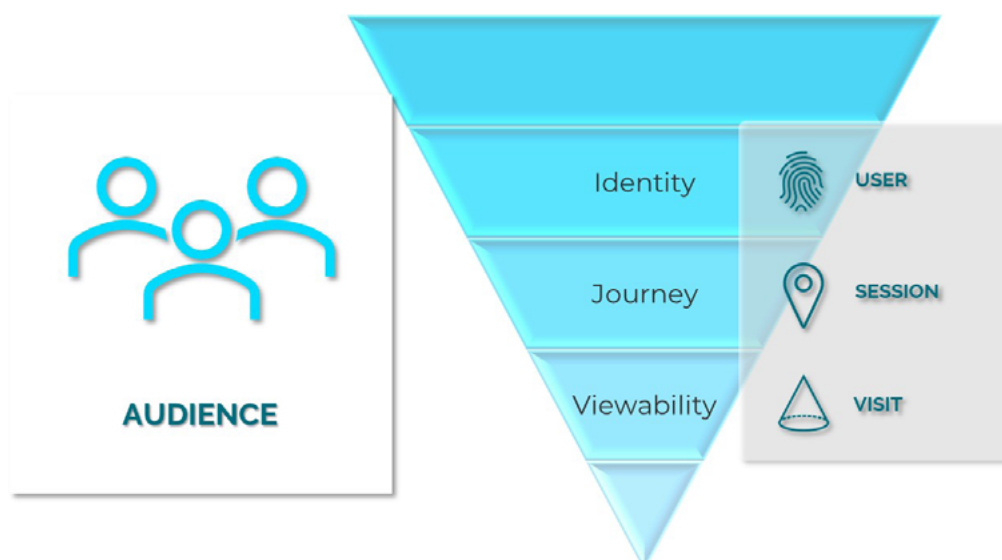 AUDIENCE
Identity
USER
Journey
SESSION
Viewability
VISIT